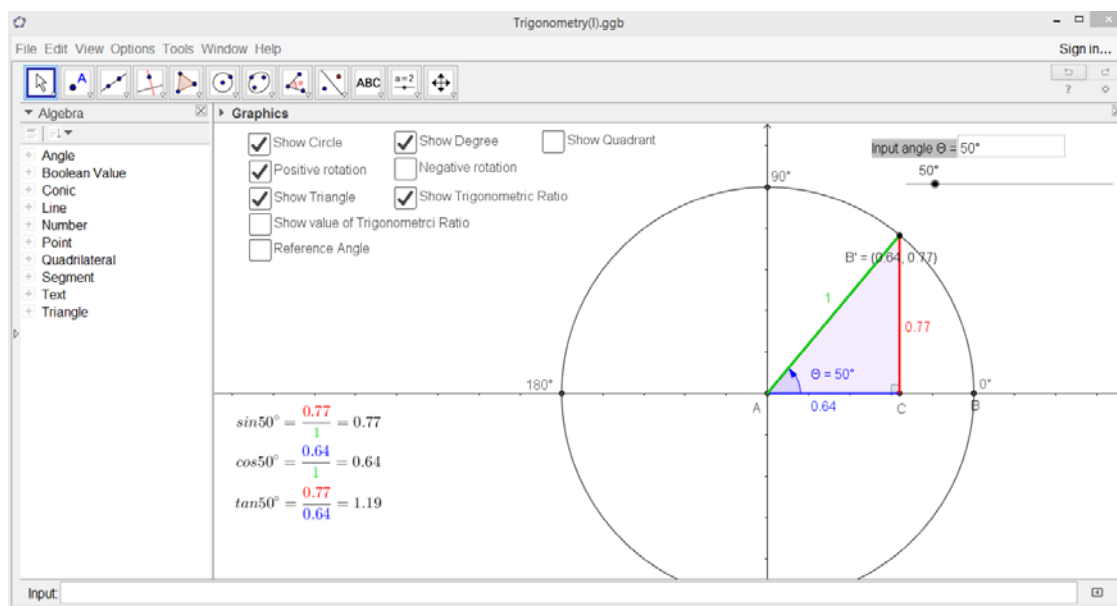 Trigonometry(I).ggb
File Edit View Options Tools Window Help
Sign in...
A
ABC
a=2
?
Algebra
Graphics
Angle
Boolean Value
Conic
Line
Number
Point
Quadrilateral
Segment
Text
Triangle
Show Circle
Show Degree
Show Quadrant
Positive rotation
Negative rotation
Show Triangle
Show Trigonometric Ratio
Show value of Trigonometrci Ratio
Reference Angle
Input angle Θ = 50°
50°
90°
B' = (0.64, 0.77)
1
0.77
Θ = 50°
180°
0°
A
0.64
C
B
sin50° = 0.77/1 = 0.77
cos50° = 0.64/1 = 0.64
tan50° = 0.77/0.64 = 1.19
Input: